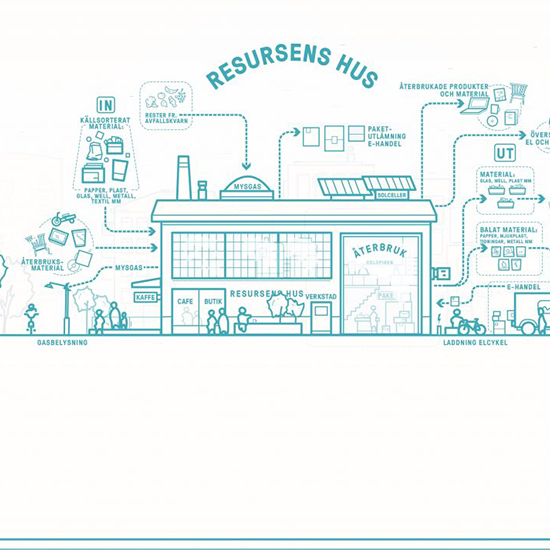 RESURSENS HUS
IN
KÄLLSORTERAT
MATERIAL:
PAPPER, PLAST,
GLAS, WELL, METALL,
TEXTIL MM
RESTER FR.
AVFALLSKVARN
PAKET-
UTLÄMNING
E-HANDEL
ÅTERBRUKADE PRODUKTER
OCH MATERIAL
EL OCH
UT
MATERIAL:
GLAS, WELL, PLAST MM
BALAT MATERIAL:
PAPPER, MJUKPLAST,
TIDNINGAR, METALL MM
E-HANDEL
MYSGAS
SOLCELLER
ÅTERBRUKS-
MATERIAL
MYSGAS
KAFFE
CAFE
BUTIK
RESURSENS HUS
VERKSTAD
ÅTERBRUK
GASBELYSNING
LADDNING ELCYKEL